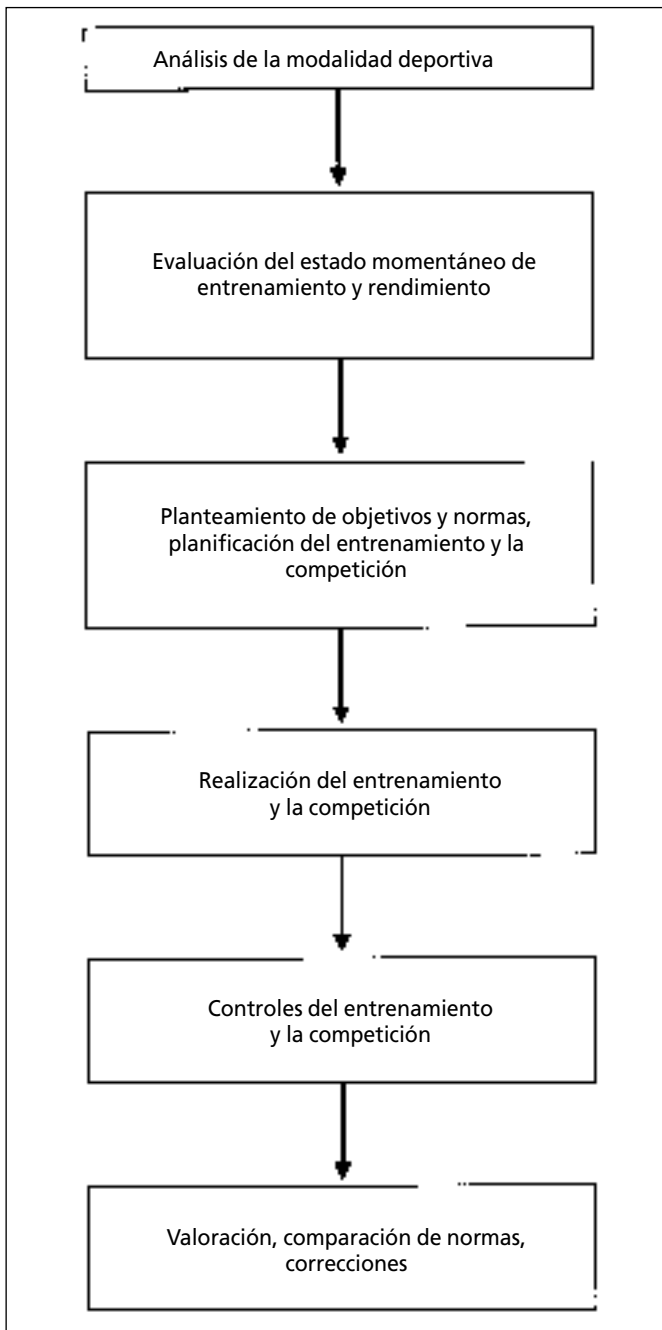 Análisis de la modalidad deportiva
Evaluación del estado momentáneo de
entrenamiento y rendimiento
Planteamiento de objetivos y normas,
planificación del entrenamiento y la
competición
Realización del entrenamiento
y la competición
Controles del entrenamiento
y la competición
Valoración, comparación de normas,
correcciones